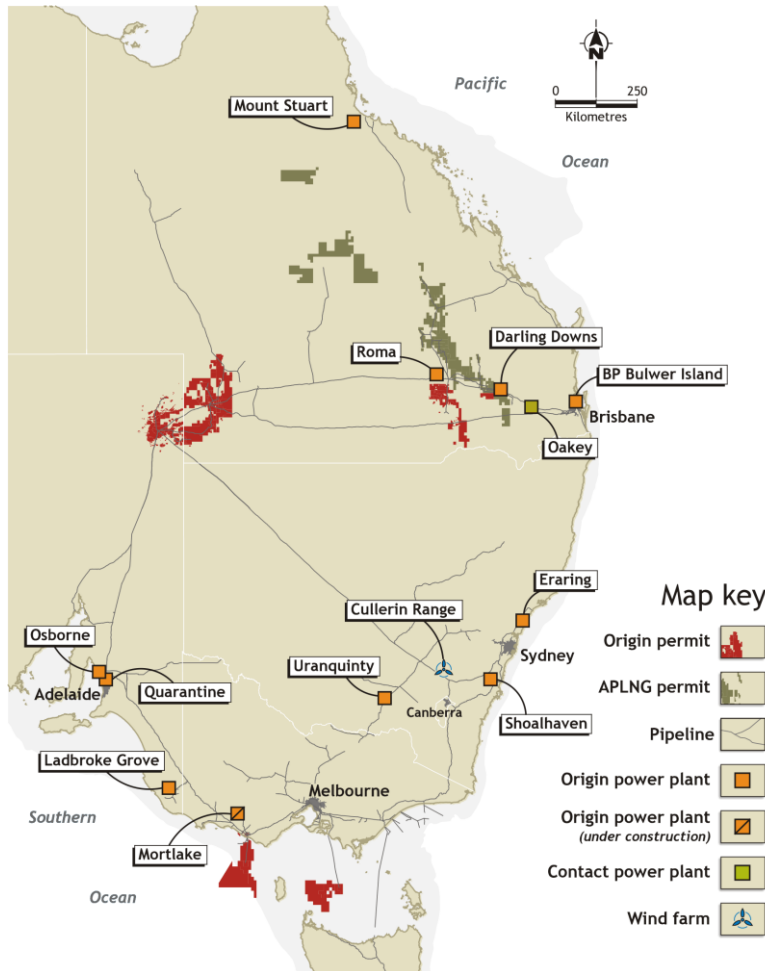 N
0 250
Kilometres
Pacific
Ocean
Mount Stuart
Roma
Darling Downs
BP Bulwer Island
Brisbane
Oakey
Eraring
Cullerin Range
Sydney
Osborne
Adelaide
Quarantine
Uranquinty
Canberra
Shoalhaven
Ladbroke Grove
Melbourne
Southern
Mortlake
Ocean
Map key
Origin permit
APLNG permit
Pipeline
Origin power plant
Origin power plant
(under construction)
Contact power plant
Wind farm